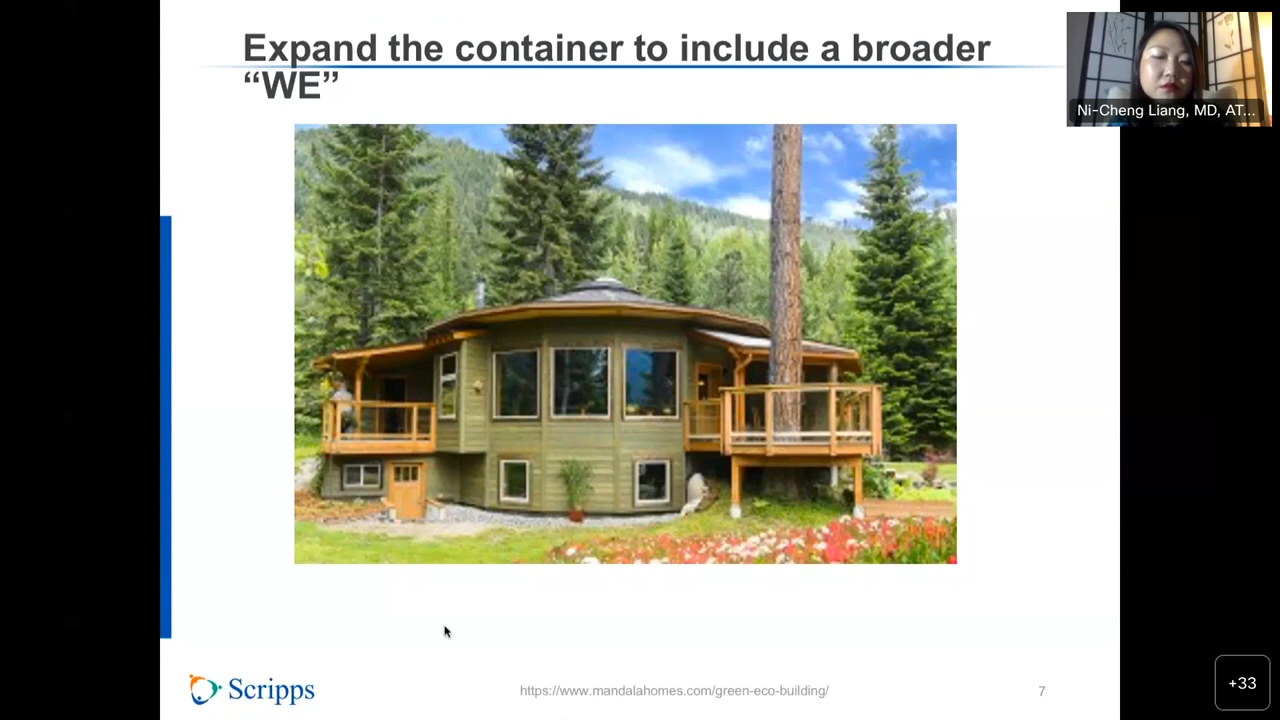 Expand the container to include a broader
“WE”
Ni-Cheng Liang, MD, AT...
Scripps
https://www.mandalahomes.com/green-eco-building/
7
+33